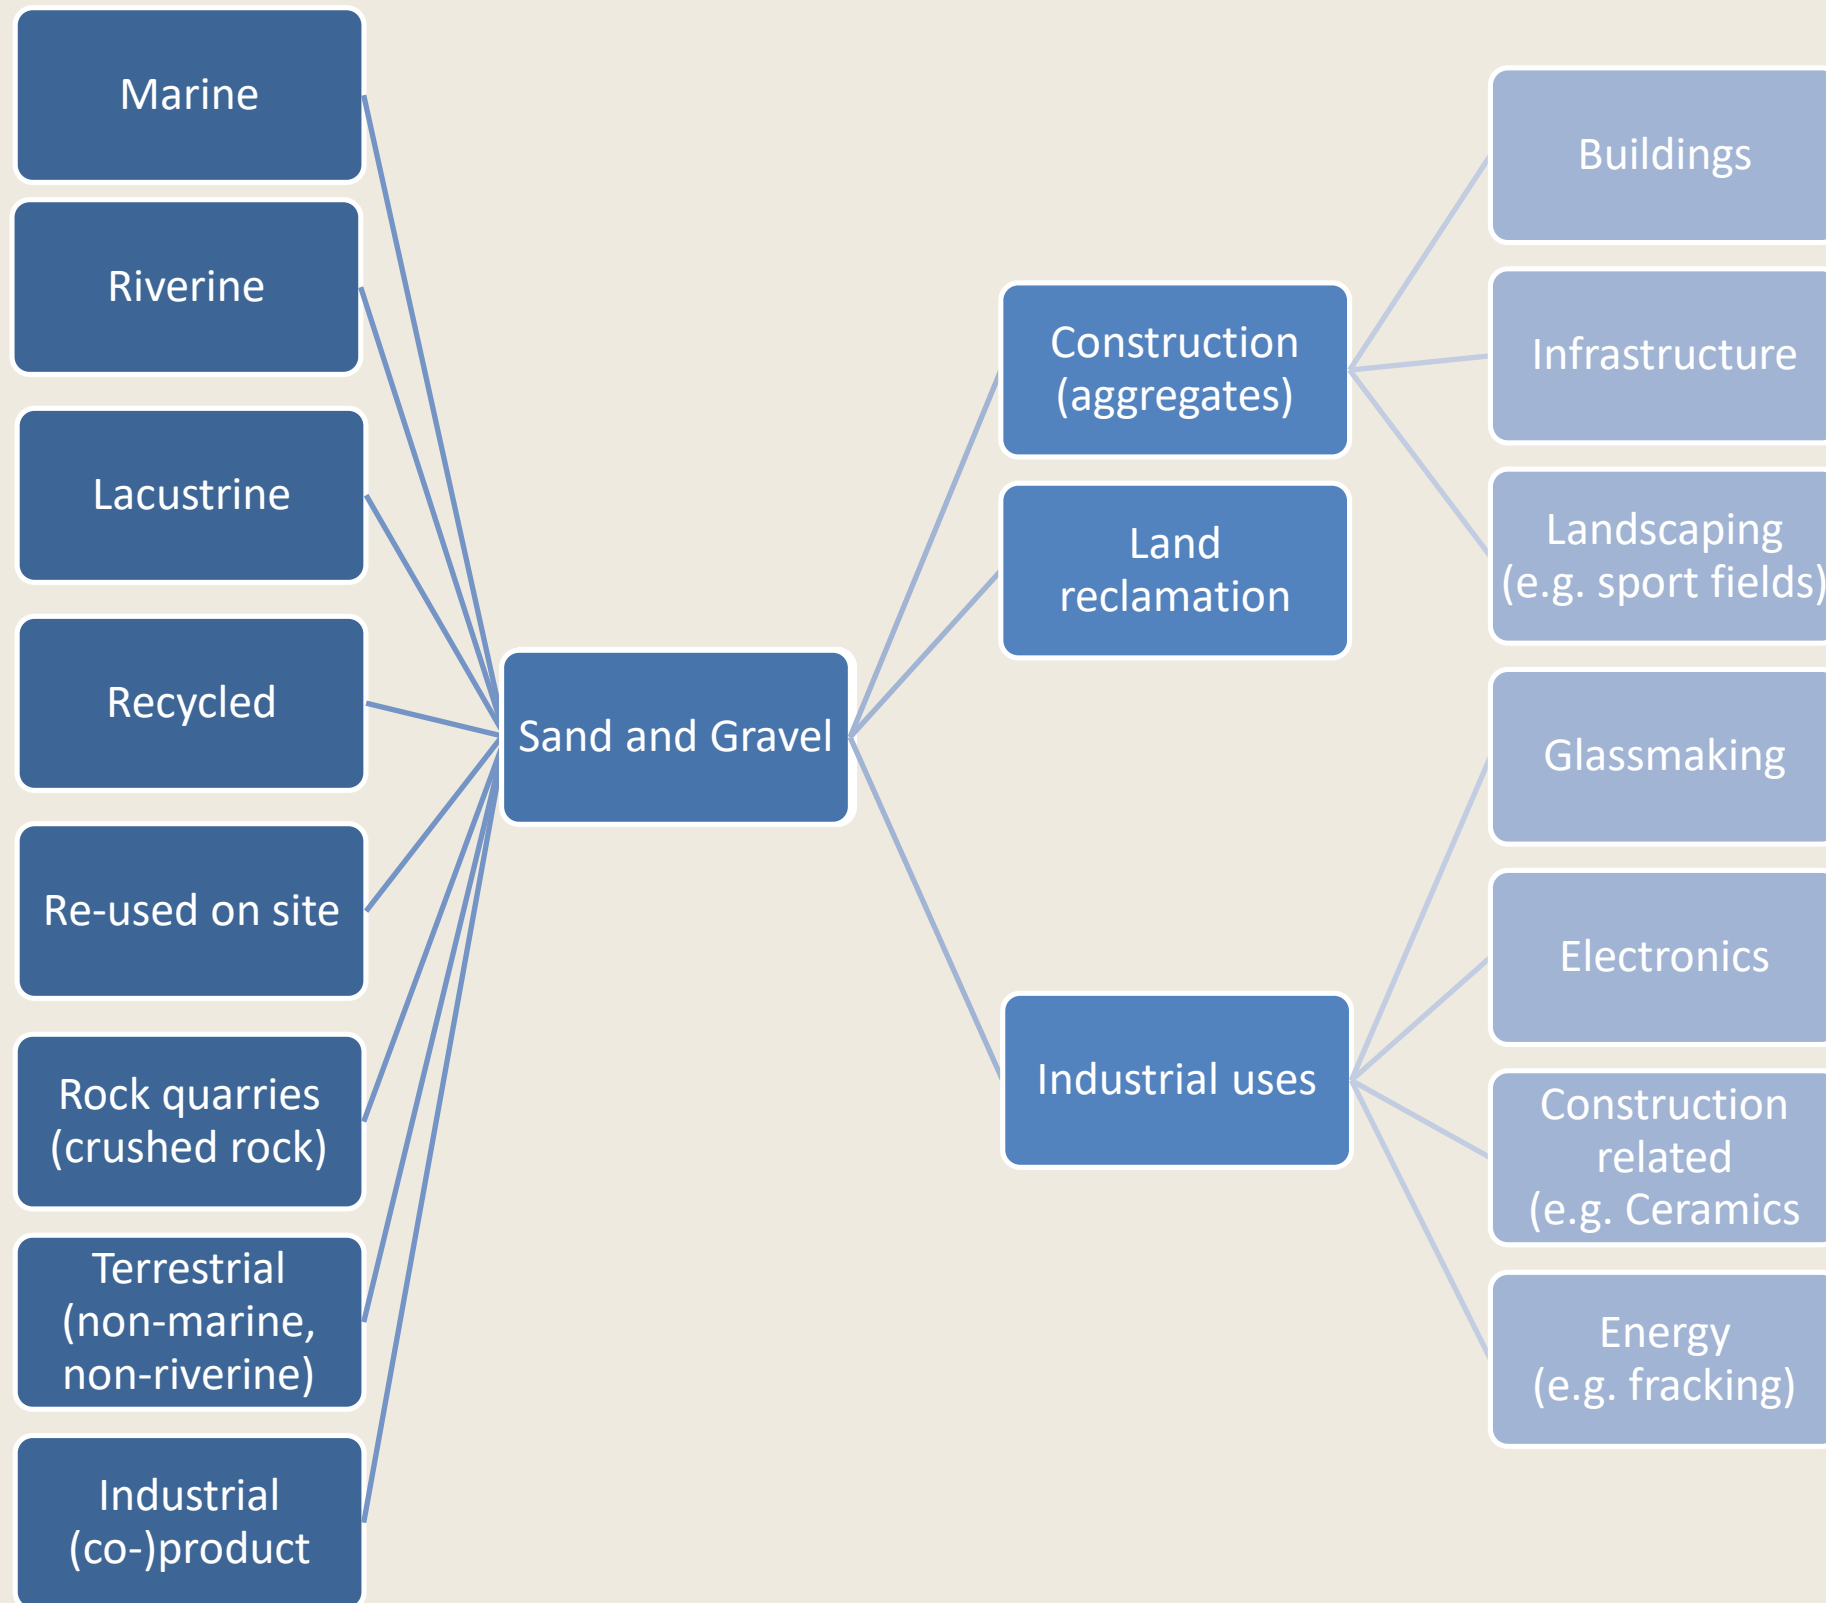 Marine
Riverine
Lacustrine
Recycled
Re-used on site
Rock quarries
(crushed rock)
Terrestrial
(non-marine,
non-riverine)
Industrial
(co-)product
Sand and Gravel
Construction
(aggregates)
Land
reclamation
Industrial uses
Buildings
Infrastructure
Landscaping
(e.g. sport fields)
Glassmaking
Electronics
Construction
related
(e.g. Ceramics
Energy
(e.g. fracking)